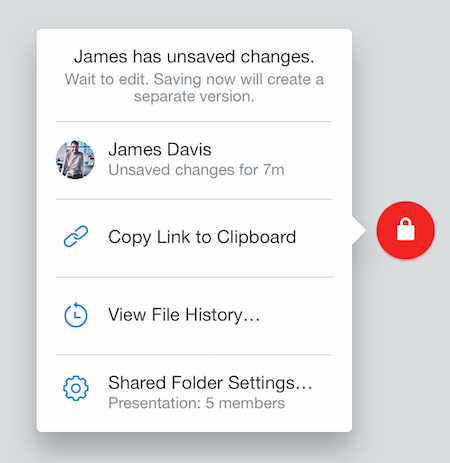 James has unsaved changes.
Wait to edit. Saving now will create a
separate version.
James Davis
Unsaved changes for 7m
Copy Link to Clipboard
View File History…
Shared Folder Settings…
Presentation: 5 members